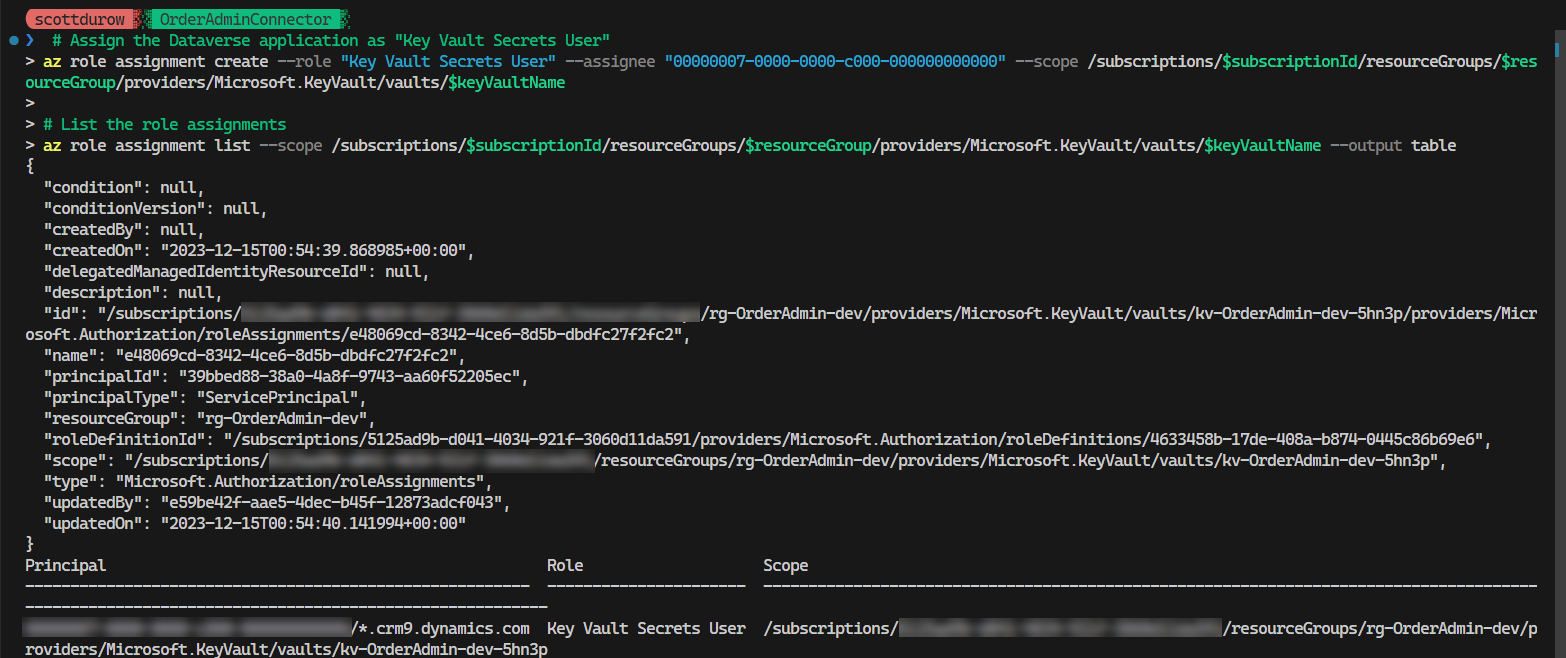 scottdurow OrderAdminConnector
❯ # Assign the Dataverse application as "Key Vault Secrets User"
> az role assignment create --role "Key Vault Secrets User" --assignee "00000007-0000-0000-c000-000000000000" --scope /subscriptions/$subscriptionId/resourceGroups/$res
ourceGroup/providers/Microsoft.KeyVault/vaults/$keyVaultName
>
> # List the role assignments
> az role assignment list --scope /subscriptions/$subscriptionId/resourceGroups/$resourceGroup/providers/Microsoft.KeyVault/vaults/$keyVaultName --output table
{
"condition": null,
"conditionVersion": null,
"createdBy": null,
"createdOn": "2023-12-15T00:54:39.868985+00:00",
"delegatedManagedIdentityResourceId": null,
"description": null,
"id": "/subscriptions/ /rg-OrderAdmin-dev/providers/Microsoft.KeyVault/vaults/kv-OrderAdmin-dev-5hn3p/providers/Micr
osoft.Authorization/roleAssignments/e48069cd-8342-4ce6-8d5b-dbdfc27f2fc2",
"name": "e48069cd-8342-4ce6-8d5b-dbdfc27f2fc2",
"principalId": "39bbed88-38a0-4a8f-9743-aa60f52205ec",
"principalType": "ServicePrincipal",
"resourceGroup": "rg-OrderAdmin-dev",
"roleDefinitionId": "/subscriptions/5125ad9b-d041-4034-921f-3060d11da591/providers/Microsoft.Authorization/roleDefinitions/4633458b-17de-408a-b874-0445c86b69e6",
"scope": "/subscriptions/ /resourceGroups/rg-OrderAdmin-dev/providers/Microsoft.KeyVault/vaults/kv-OrderAdmin-dev-5hn3p",
"type": "Microsoft.Authorization/roleAssignments",
"updatedBy": "e59be42f-aae5-4dec-b45f-12873adcf043",
"updatedOn": "2023-12-15T00:54:40.141994+00:00"
}
Principal Role Scope
-------------------------------------------------------- ---------------------- --------------------------------------------------------------------------------------
----------------------------------------------------------
/*.crm9.dynamics.com Key Vault Secrets User /subscriptions/ /resourceGroups/rg-OrderAdmin-dev/p
roviders/Microsoft.KeyVault/vaults/kv-OrderAdmin-dev-5hn3p